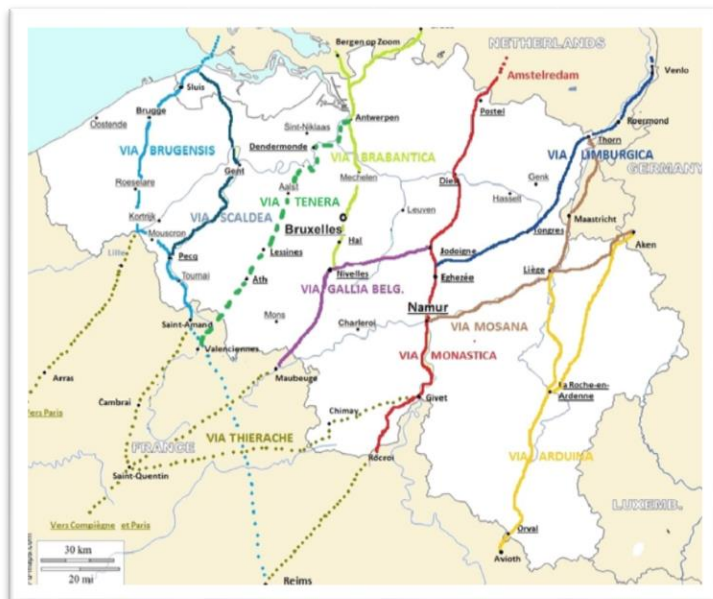 Bergen op Zoom
NETHERLANDS
Amstelredam
Venlo
Sluis
Postel
Brugge
Oostende
Antwerpen
Sint-Niklaas
Roermond
Thorn
VIA BRUGENSIS
Dendermonde
VIA BRABANTICA
VIA LIMBURGICA
GERMANY
Gent
Mechelen
Diest
Genk
Roeselare
Aalst
Hasselt
VIA TENERA
Leuven
Kortrijk
VIA SCALDEA
Maastricht
Mouscron
Bruxelles
Tongres
Aken
Lille
Pecq
Lessines
Hal
Jodoigne
Tournai
Ath
Nivelles
Eghezée
Liège
VIA GALLIA BELG.
Namur
Mons
Charleroi
VIA MOSANA
Saint-Amand
Valenciennes
VIA MONASTICA
Maubeuge
Arras
La Roche-en-
Ardenne
Vers Paris
Cambrai
Givet
Chimay
VIA THIERACHE
FRANCE
Rocroi
VIA ARDUINA
Saint-Quentin
LUXEMB.
Vers Compiègne et Paris
Orval
Avioth
30 km
20 mi
Reims